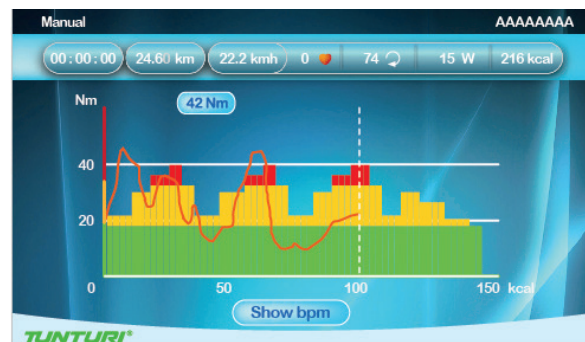 Manual AAAAAAAA
00:00:00 24.60 km 22.2 kmh 0 74 15 W 216 kcal
Nm 42 Nm
40
20
0 50 100 150 kcal
Show bpm
TUNTURI®